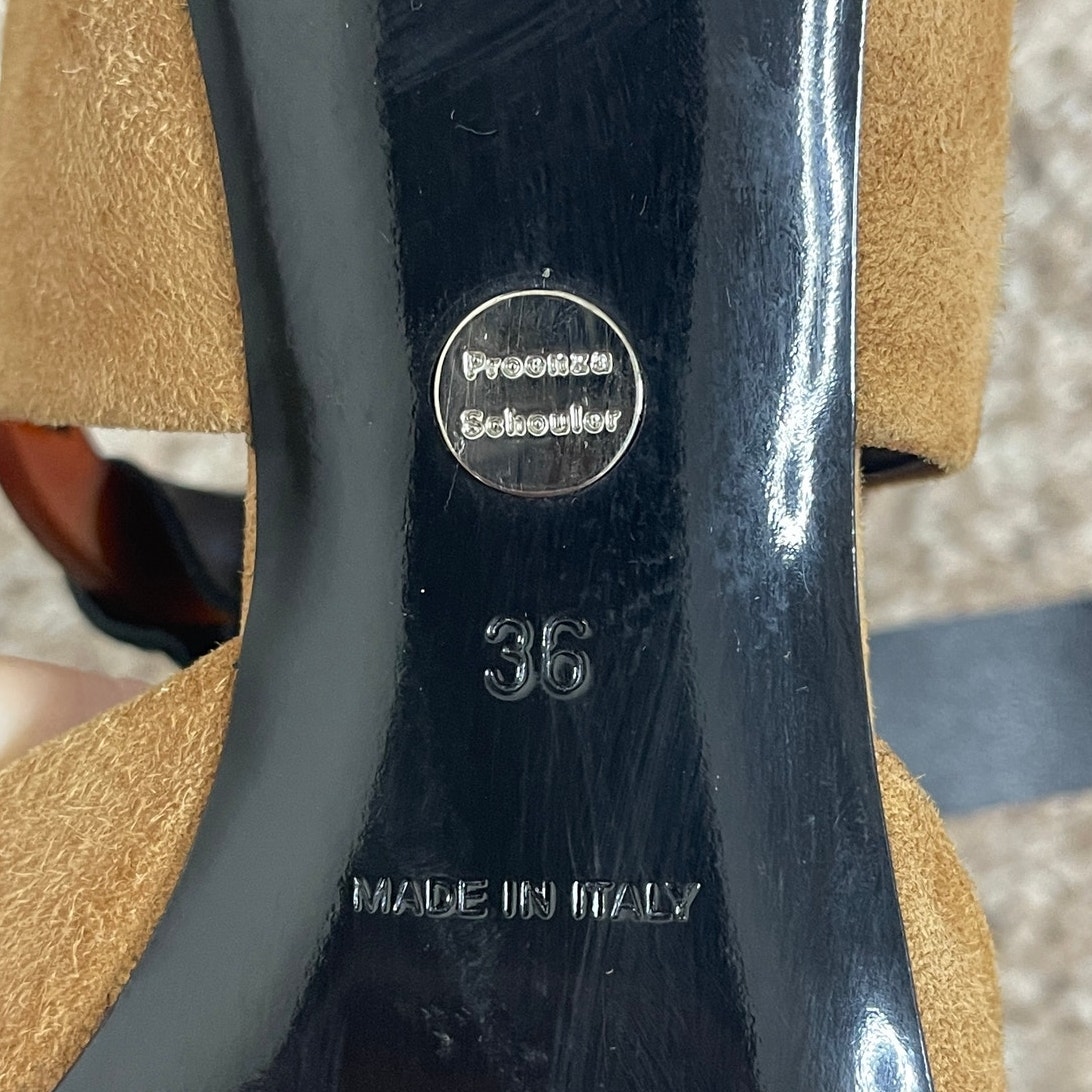 Proenza
Schouler
36
MADE IN ITALY